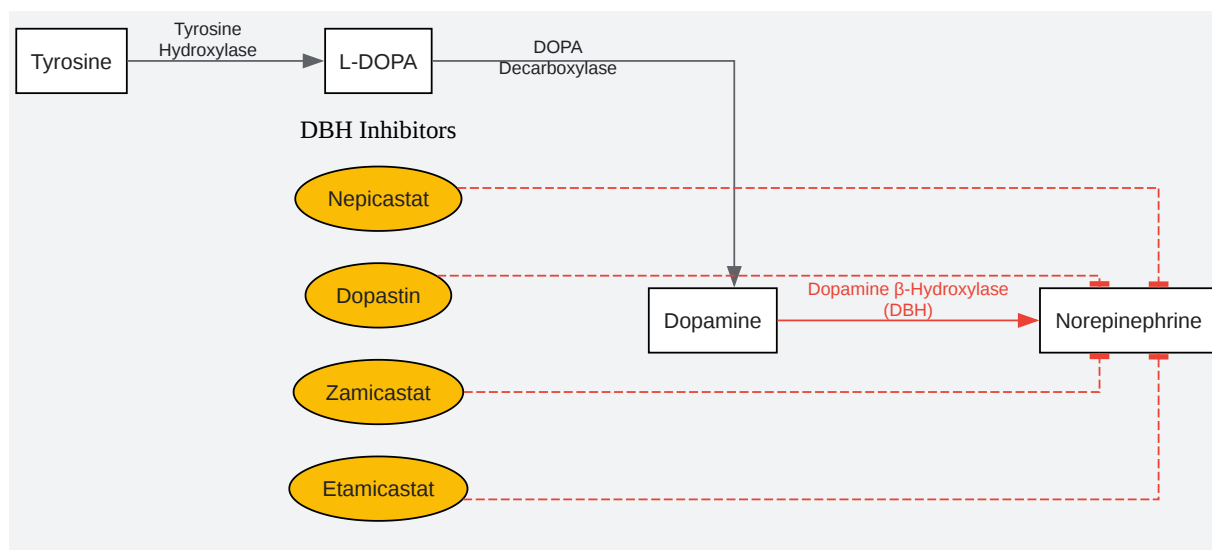 Tyrosine
Tyrosine
Hydroxylase
L-DOPA
DOPA
Decarboxylase
DBH Inhibitors
Nepicastat
Dopastin
Dopamine
Dopamine β-Hydroxylase
(DBH)
Norepinephrine
Zamicastat
Etamicastat